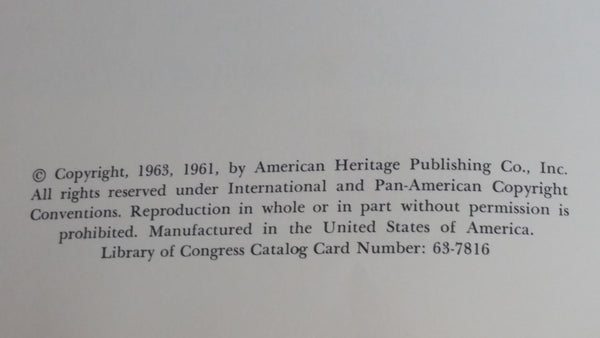 © Copyright, 1963, 1961, by American Heritage Publishing Co., Inc.
All rights reserved under International and Pan-American Copyright
Conventions. Reproduction in whole or in part without permission is
prohibited. Manufactured in the United States of America.
Library of Congress Catalog Card Number: 63-7816